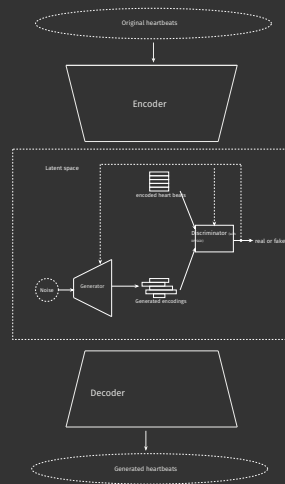 Original heartbeats
Encoder
Latent space
encoded heart beats
Discriminator
real or fake
Noise
Generator
Generated encodings
Decoder
Generated heartbeats